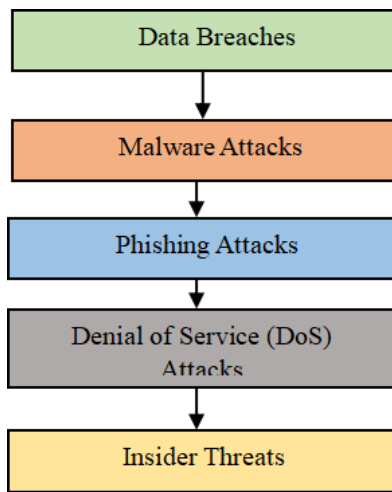 Data Breaches
Malware Attacks
Phishing Attacks
Denial of Service (DoS)
Attacks
Insider Threats